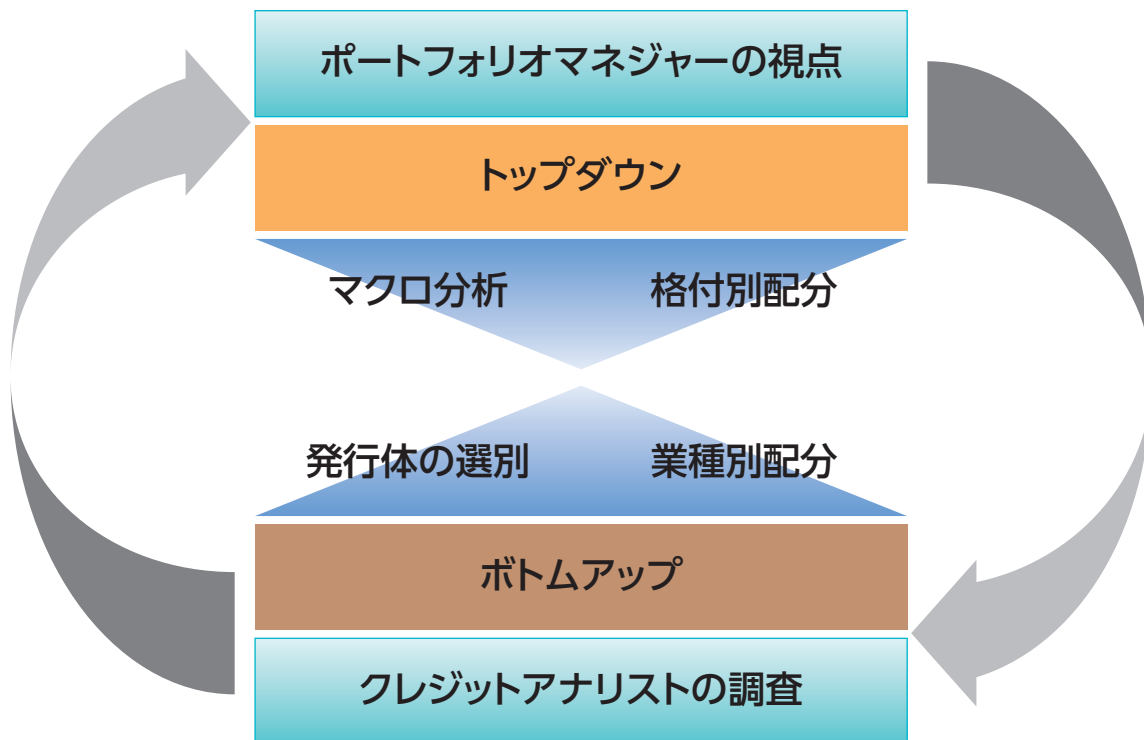 ポートフォリオマネジャーの視点
トップダウン
マクロ分析 格付別配分
発行体の選別 業種別配分
ボトムアップ
クレジットアナリストの調査